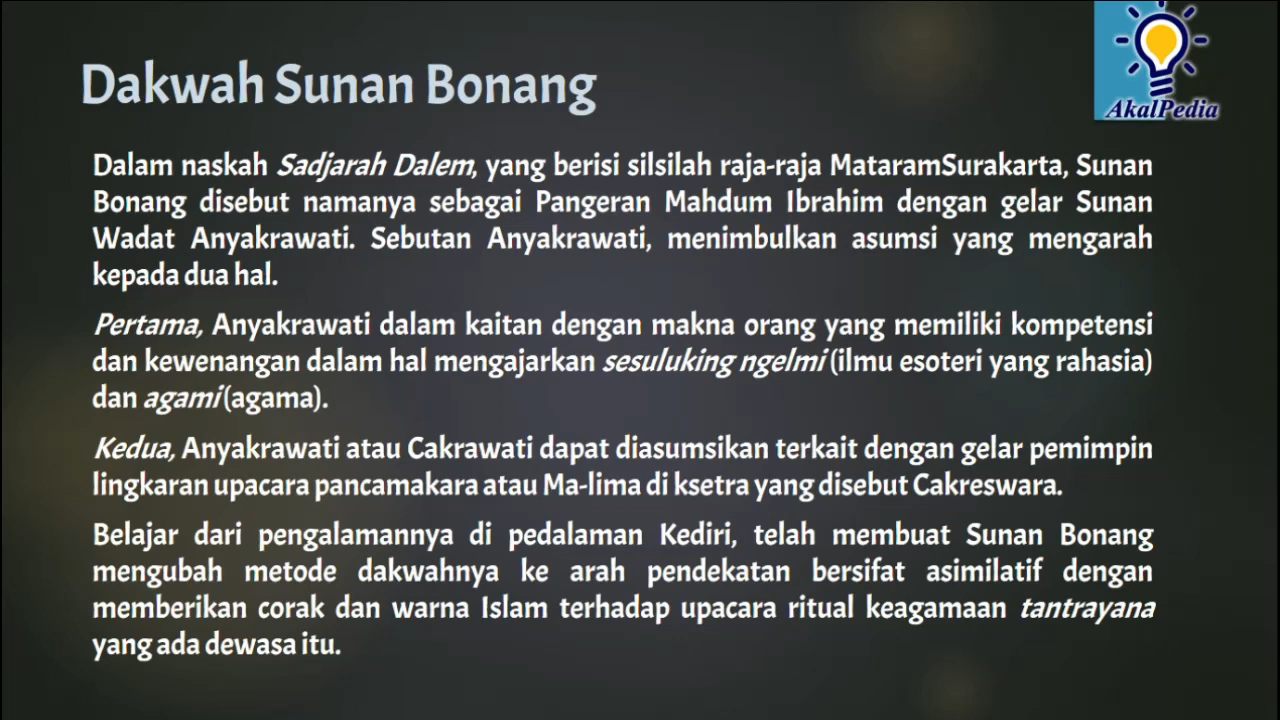 AkalPedia
Dakwah Sunan Bonang
Dalam naskah Sadjarah Dalem, yang berisi silsilah raja-raja MataramSurakarta, Sunan
Bonang disebut namanya sebagai Pangeran Mahdum Ibrahim dengan gelar Sunan
Wadat Anyakrawati. Sebutan Anyakrawati, menimbulkan asumsi yang mengarah
kepada dua hal.
Pertama, Anyakrawati dalam kaitan dengan makna orang yang memiliki kompetensi
dan kewenangan dalam hal mengajarkan sesuluking ngelmi (ilmu esoteri yang rahasia)
dan agami (agama).
Kedua, Anyakrawati atau Cakrawati dapat diasumsikan terkait dengan gelar pemimpin
lingkaran upacara pancamakara atau Ma-lima di ksetra yang disebut Cakreswara.
Belajar dari pengalamannya di pedalaman Kediri, telah membuat Sunan Bonang
mengubah metode dakwahnya ke arah pendekatan bersifat asimilatif dengan
memberikan corak dan warna Islam terhadap upacara ritual keagamaan tantrayana
yang ada dewasa itu.